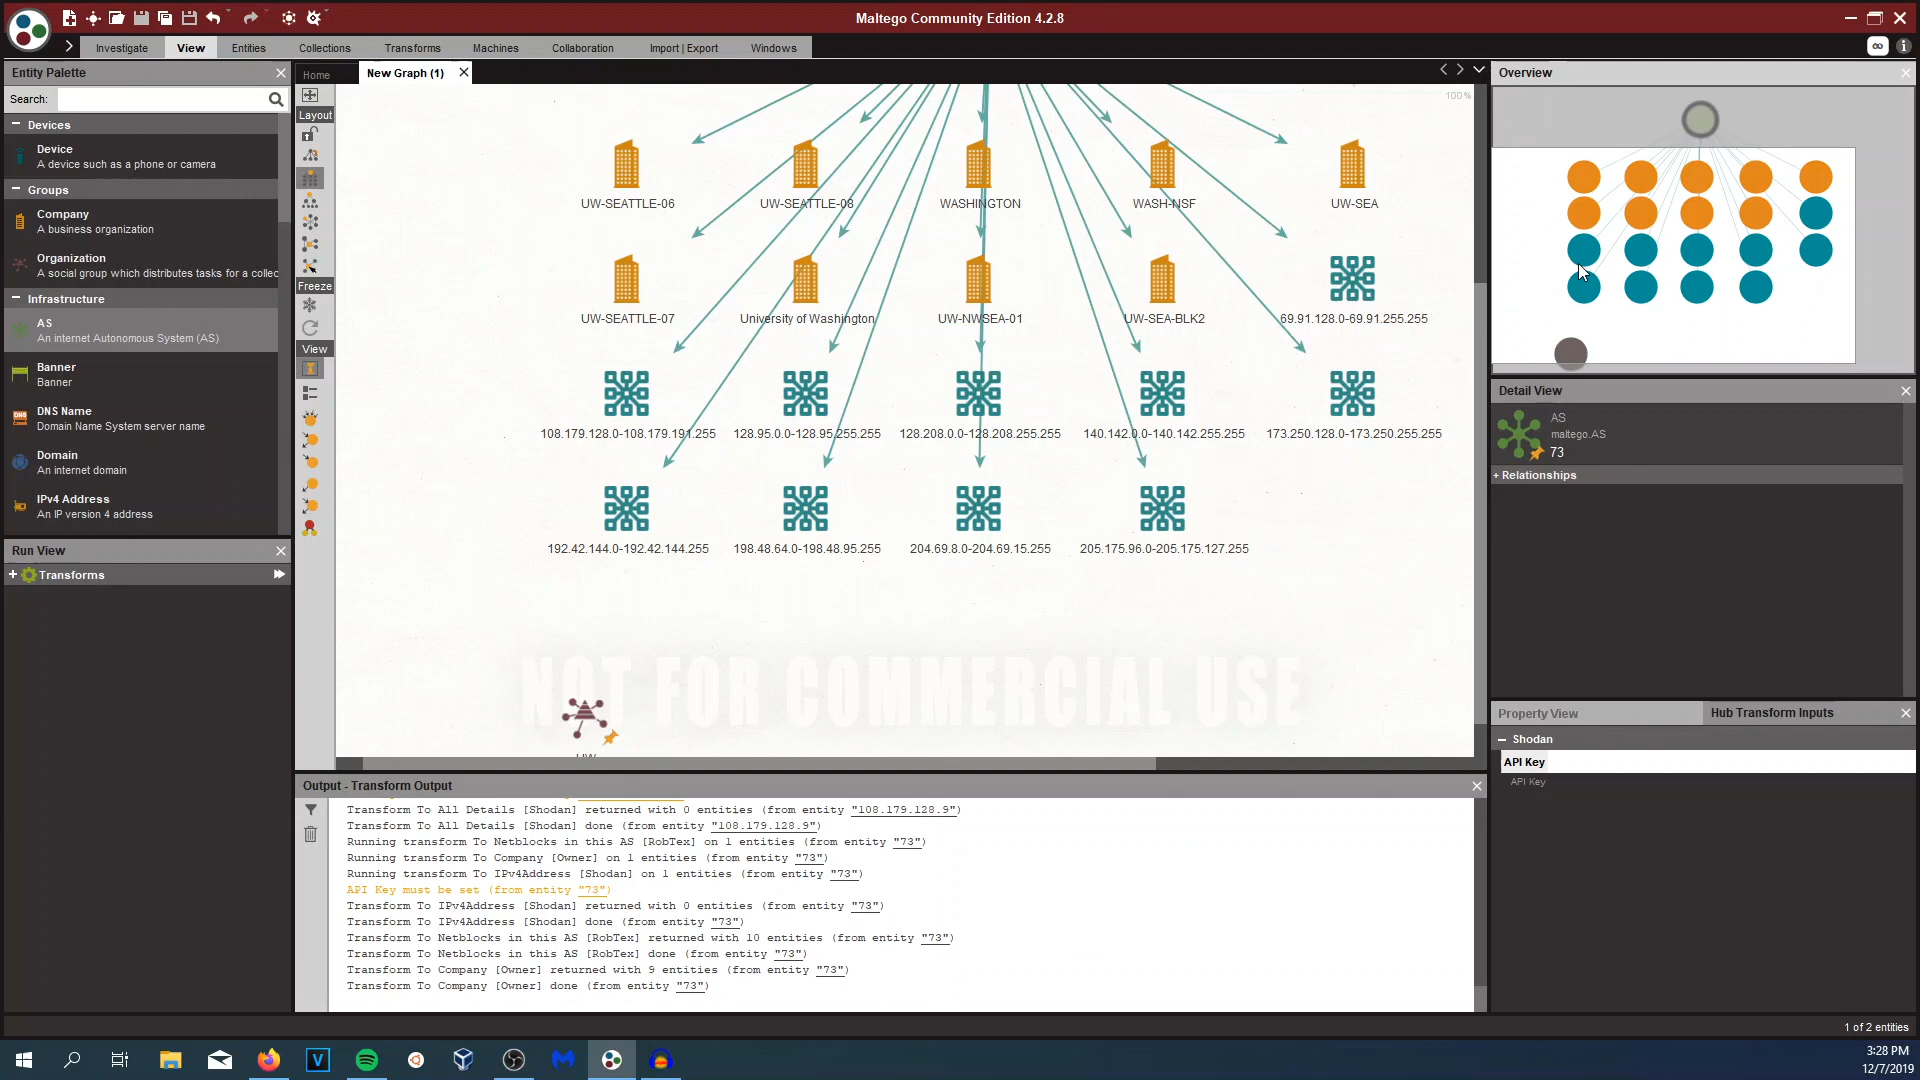 Maltego Community Edition 4.2.8
Investigate View Entities Collections Transforms Machines Collaboration Import | Export Windows
Entity Palette
Search:
Devices
Device
A device such as a phone or camera
Groups
Company
A business organization
Organization
A social group which distributes tasks for a collec
Infrastructure
AS
An internet Autonomous System (AS)
Banner
Banner
DNS Name
Domain Name System server name
Domain
An internet domain
IPv4 Address
An IP version 4 address
Run View
Transforms
Home New Graph (1)
Layout
Freeze
View
100%
UW-SEATTLE-06 UW-SEATTLE-08 WASHINGTON WASH-NSF UW-SEA
UW-SEATTLE-07 University of Washington UW-NWSEA-01 UW-SEA-BLK2 69.91.128.0-69.91.255.255
108.179.128.0-108.179.191.255 128.95.0.0-128.95.255.255 128.208.0.0-128.208.255.255 140.142.0.0-140.142.255.255 173.250.128.0-173.250.255.255
192.42.144.0-192.42.144.255 198.48.64.0-198.48.95.255 204.69.8.0-204.69.15.255 205.175.96.0-205.175.127.255
NOT FOR COMMERCIAL USE
UW
Output - Transform Output
Transform To All Details [Shodan] returned with 0 entities (from entity "108.179.128.9")
Transform To All Details [Shodan] done (from entity "108.179.128.9")
Running transform To Netblocks in this AS [RobTex] on 1 entities (from entity "73")
Running transform To Company [Owner] on 1 entities (from entity "73")
Running transform To IPv4Address [Shodan] on 1 entities (from entity "73")
API Key must be set (from entity "73")
Transform To IPv4Address [Shodan] returned with 0 entities (from entity "73")
Transform To IPv4Address [Shodan] done (from entity "73")
Transform To Netblocks in this AS [RobTex] returned with 10 entities (from entity "73")
Transform To Netblocks in this AS [RobTex] done (from entity "73")
Transform To Company [Owner] returned with 9 entities (from entity "73")
Transform To Company [Owner] done (from entity "73")
Overview
Detail View
AS
maltego.AS
73
+ Relationships
Property View Hub Transform Inputs
Shodan
API Key
API Key
1 of 2 entities
3:28 PM
12/7/2019